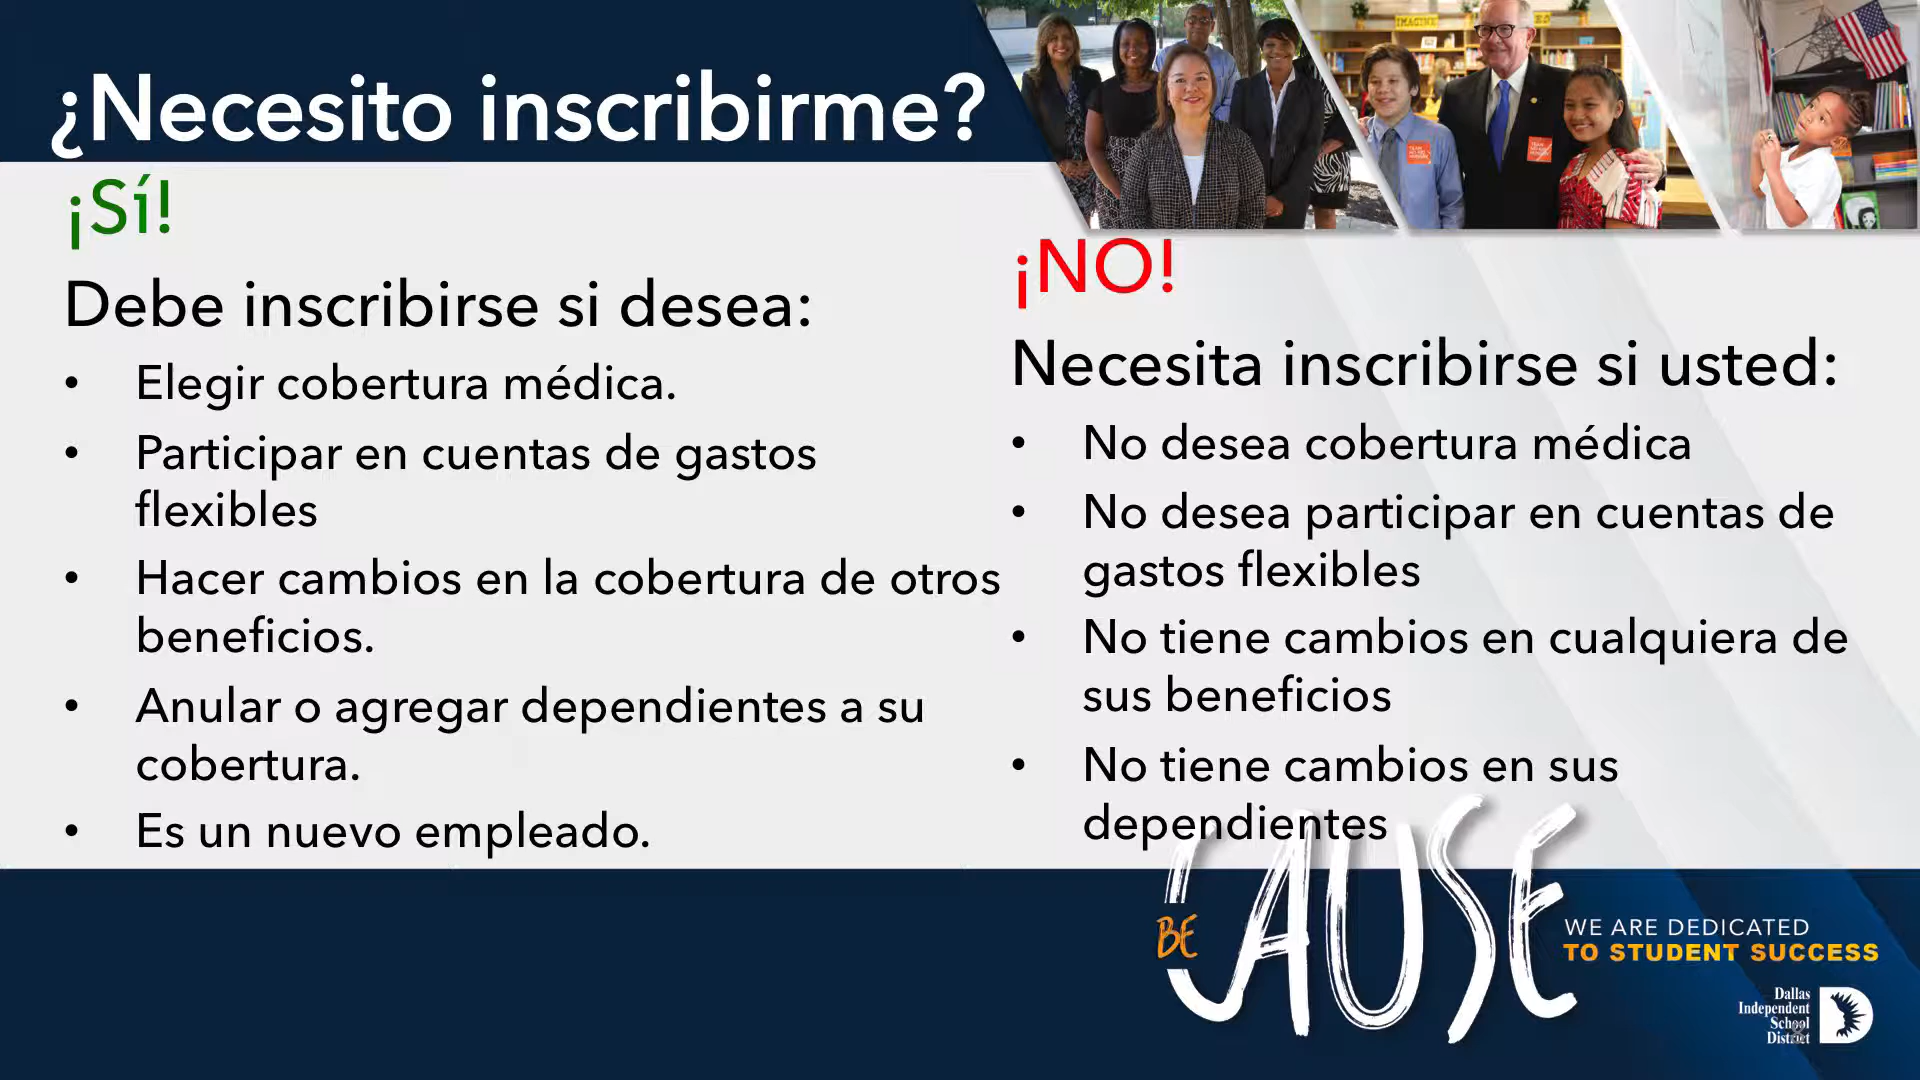 ¿Necesito inscribirme?
¡Sí!
Debe inscribirse si desea:
• Elegir cobertura médica.
• Participar en cuentas de gastos
flexibles
• Hacer cambios en la cobertura de otros
beneficios.
• Anular o agregar dependientes a su
cobertura.
• Es un nuevo empleado.
¡NO!
Necesita inscribirse si usted:
• No desea cobertura médica
• No desea participar en cuentas de
gastos flexibles
• No tiene cambios en cualquiera de
sus beneficios
• No tiene cambios en sus
dependientes
BE
CAUSE
WE ARE DEDICATED
TO STUDENT SUCCESS
Dallas
Independent
School
District
8
IMAGINE